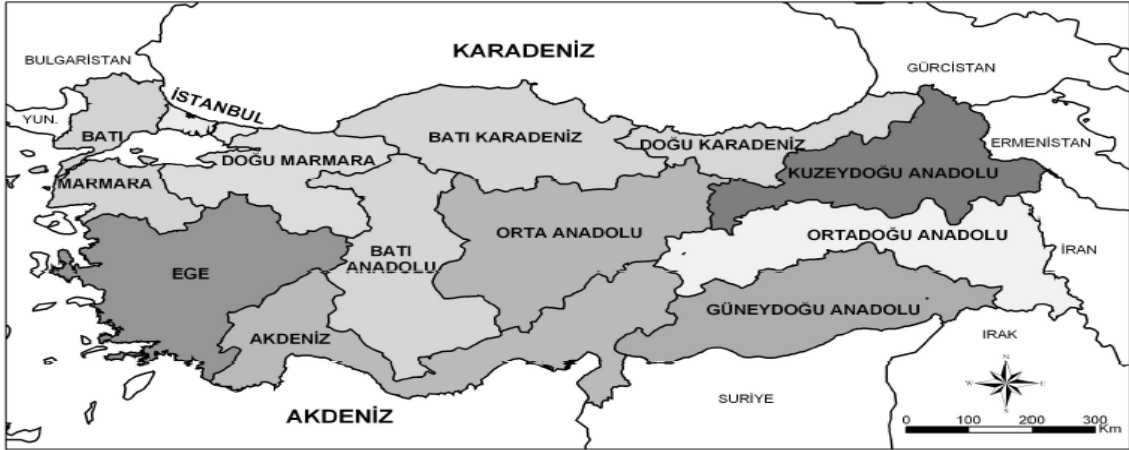 KARADENİZ
BULGARİSTAN
GÜRCİSTAN
YUN.
İSTANBUL
BATI
BATI KARADENİZ
DOĞU KARADENİZ
ERMENİSTAN
DOĞU MARMARA
MARMARA
KUZEYDOĞU ANADOLU
ORTA ANADOLU
ORTADOĞU ANADOLU
İRAN
BATI
ANADOLU
EGE
GÜNEYDOĞU ANADOLU
AKDENİZ
IRAK
SURİYE
AKDENİZ
N
W E
S
0 100 200 300
Km